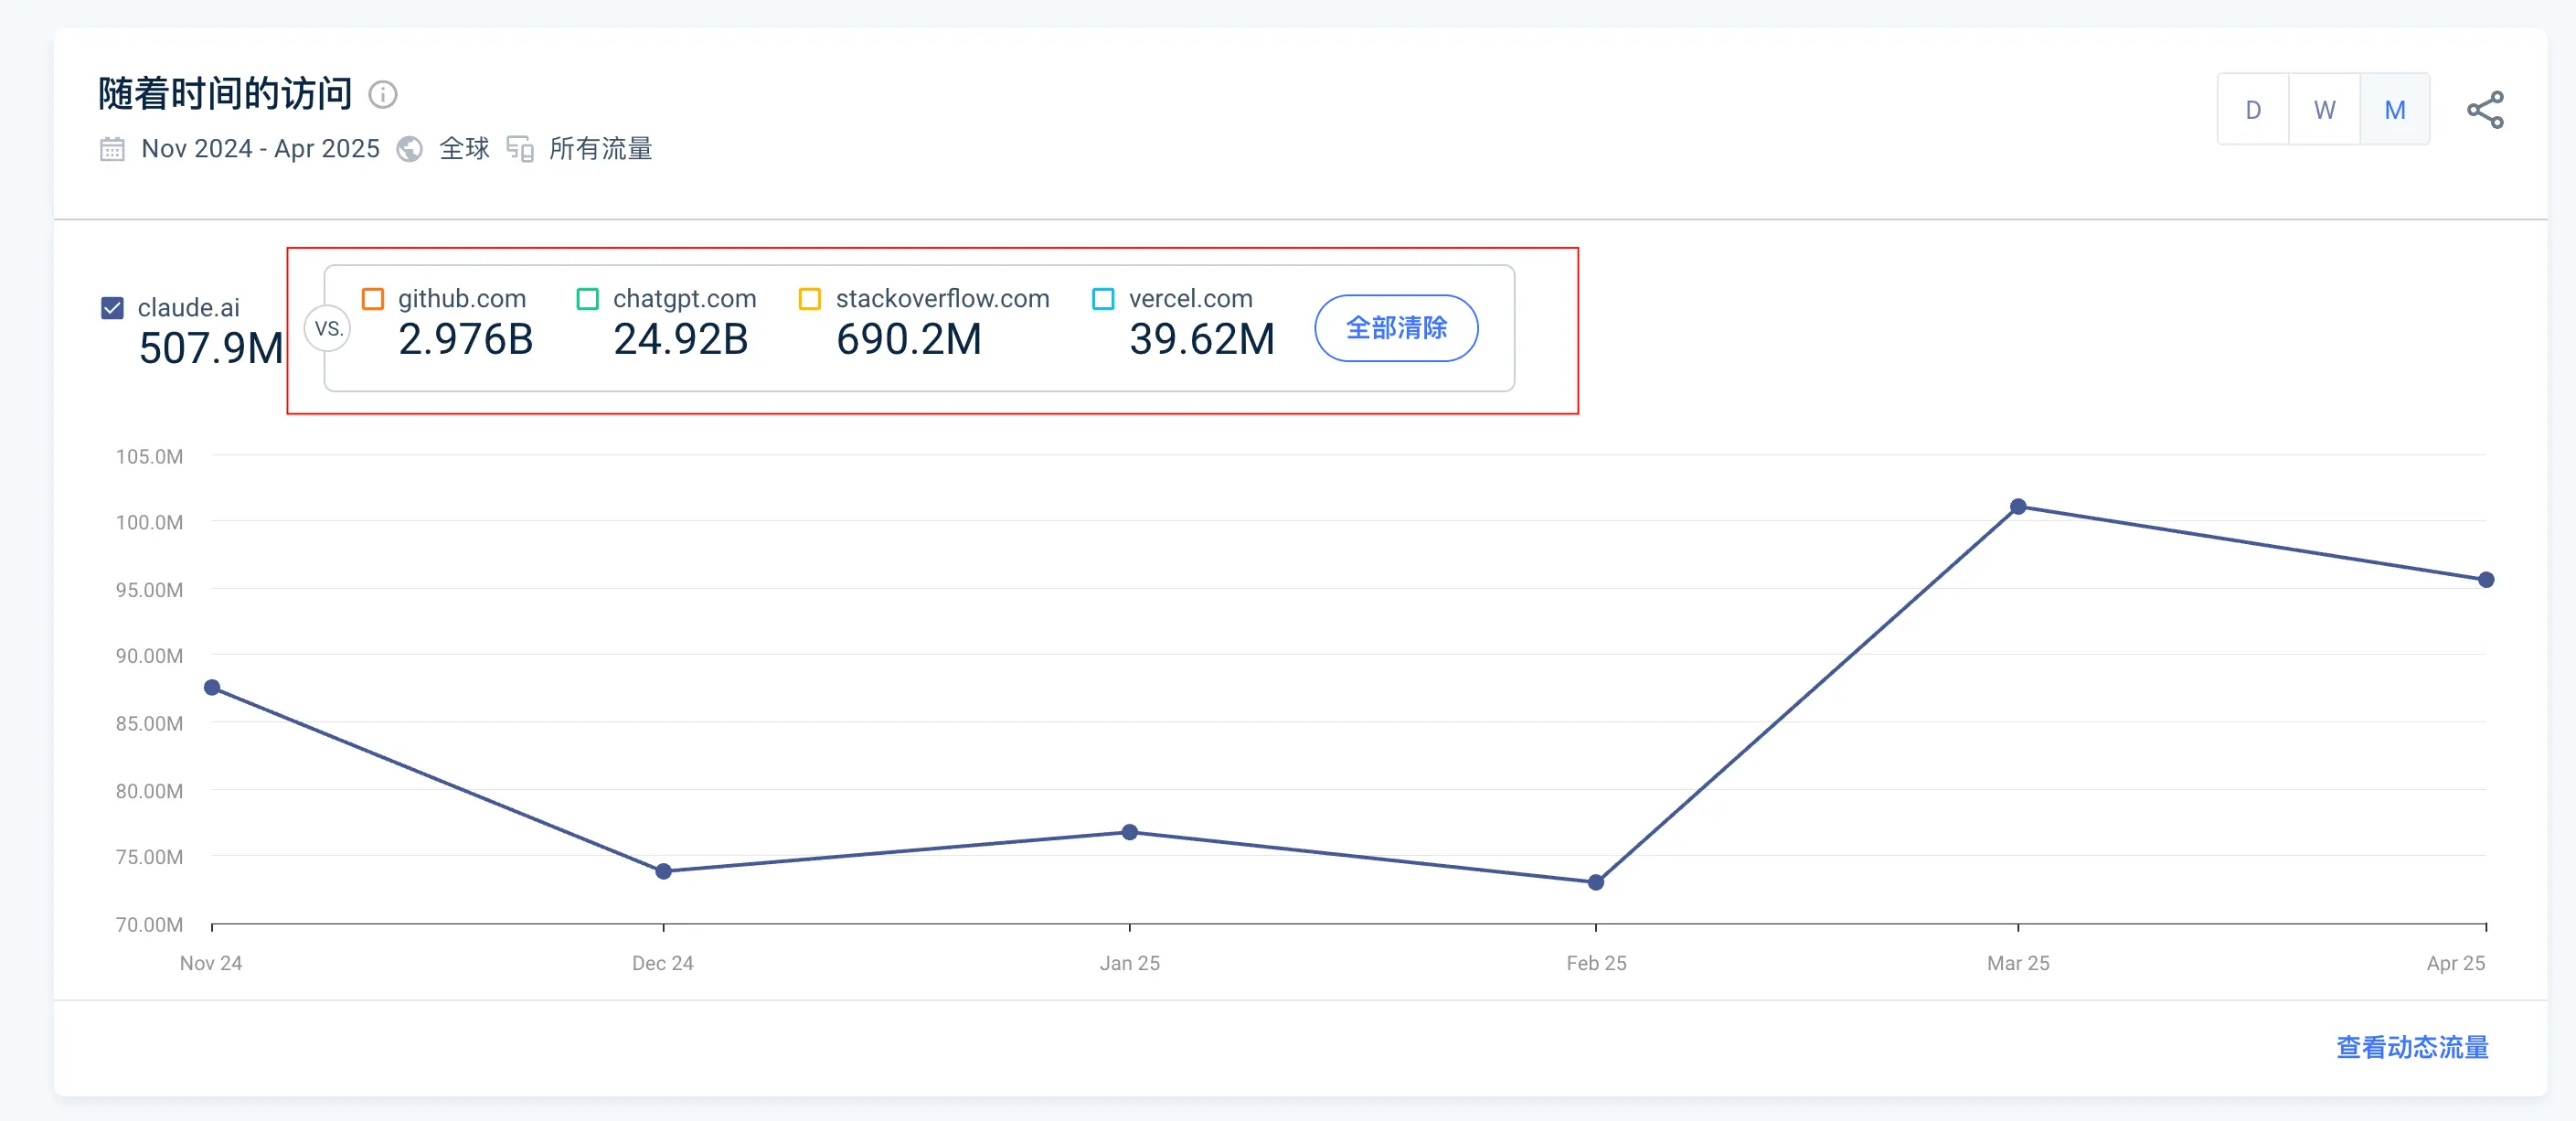 随着时间的访问
Nov 2024 - Apr 2025 全球 所有流量
D W M
claude.ai
507.9M
VS.
github.com
2.976B
chatgpt.com
24.92B
stackoverflow.com
690.2M
vercel.com
39.62M
全部清除
105.0M
100.0M
95.00M
90.00M
85.00M
80.00M
75.00M
70.00M
Nov 24 Dec 24 Jan 25 Feb 25 Mar 25 Apr 25
查看动态流量